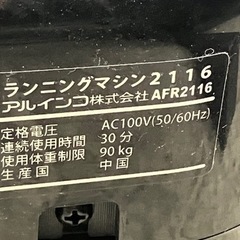 ランニングマシン2116
アルインコ株式会社 AFR2116
定格電圧 AC100V(50/60Hz)
連続使用時間 30分
使用体重制限 90kg
生産国 中国